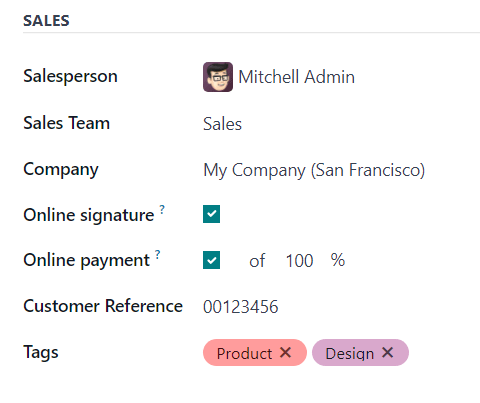 SALES
Salesperson Mitchell Admin
Sales Team Sales
Company My Company (San Francisco)
Online signature ?
Online payment ? of 100 %
Customer Reference 00123456
Tags Product ✕ Design ✕